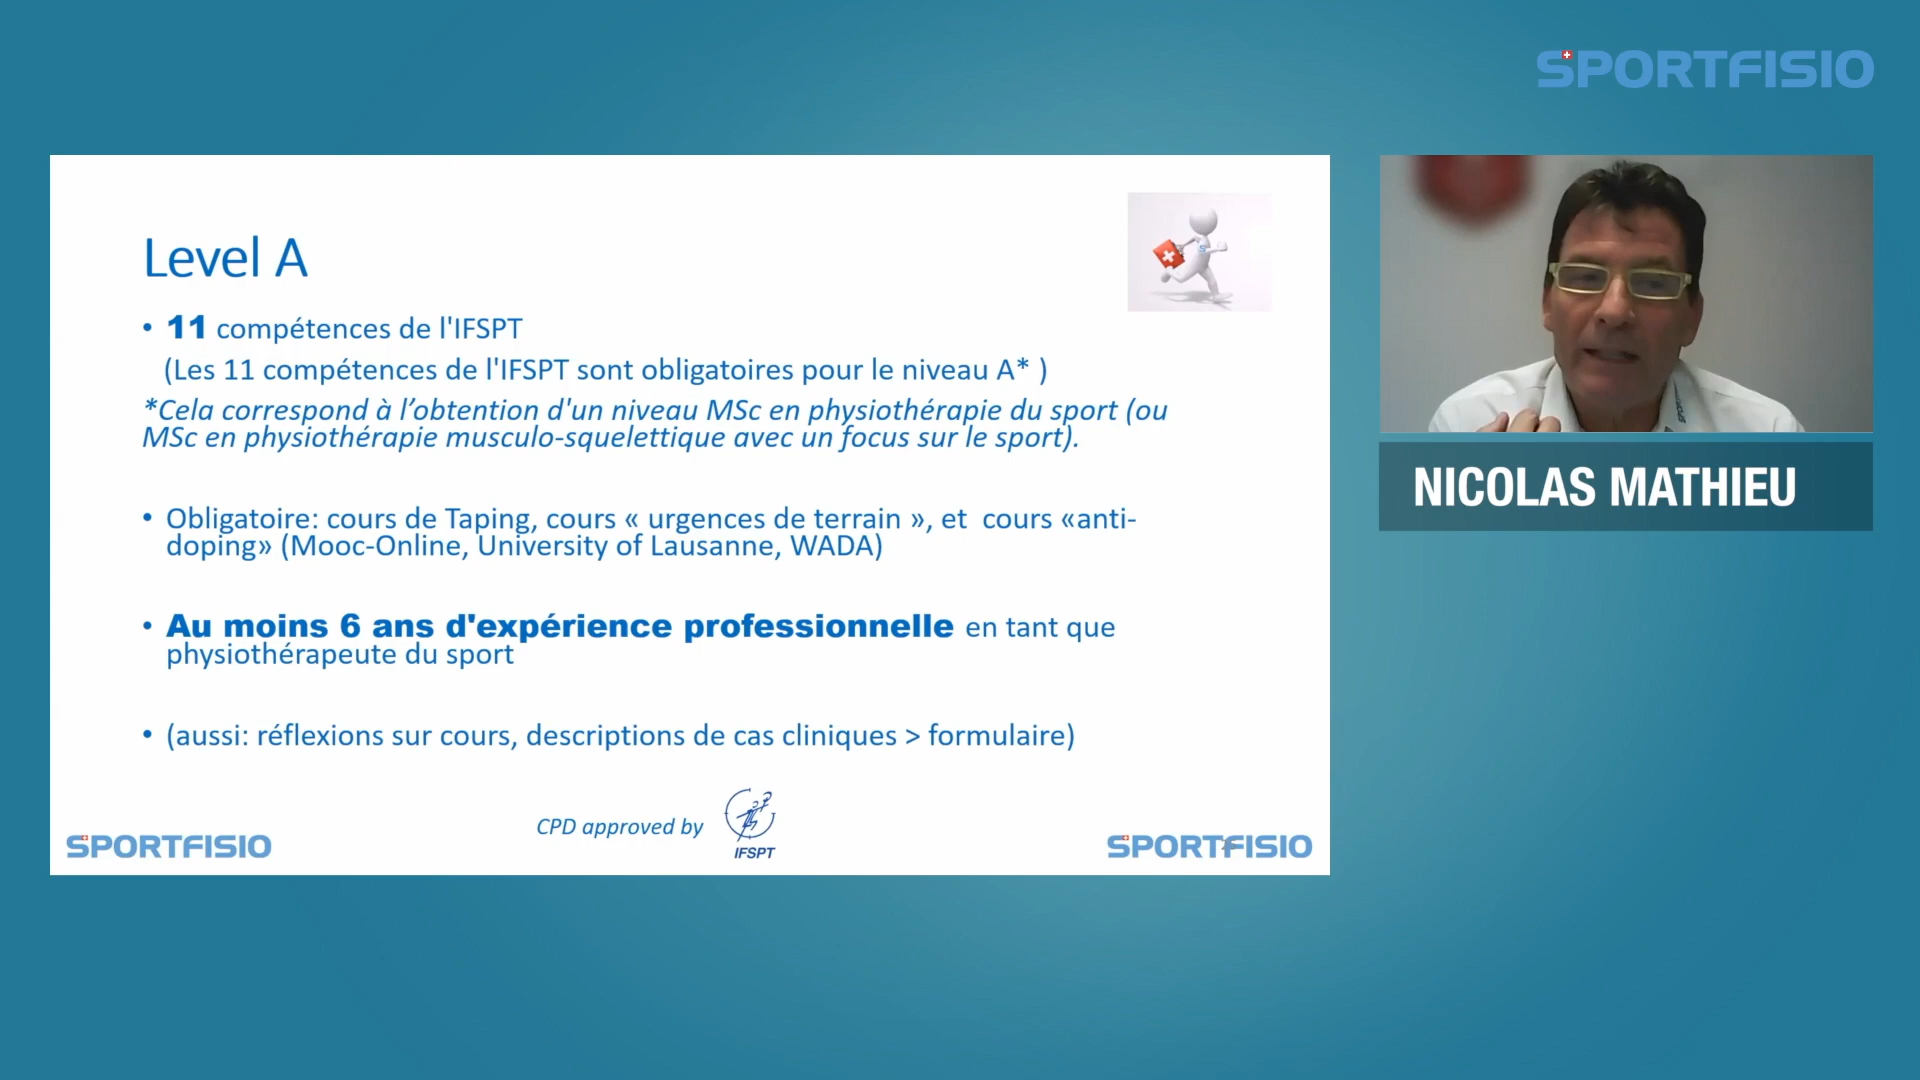 SPORTFISIO
Level A
• 11 compétences de l'IFSPT
(Les 11 compétences de l'IFSPT sont obligatoires pour le niveau A* )
*Cela correspond à l’obtention d'un niveau MSc en physiothérapie du sport (ou
MSc en physiothérapie musculo-squelettique avec un focus sur le sport).
• Obligatoire: cours de Taping, cours « urgences de terrain », et cours «anti-
doping» (Mooc-Online, University of Lausanne, WADA)
• Au moins 6 ans d'expérience professionnelle en tant que
physiothérapeute du sport
• (aussi: réflexions sur cours, descriptions de cas cliniques > formulaire)
CPD approved by
IFSPT
SPORTFISIO
SPORTFISIO
NICOLAS MATHIEU